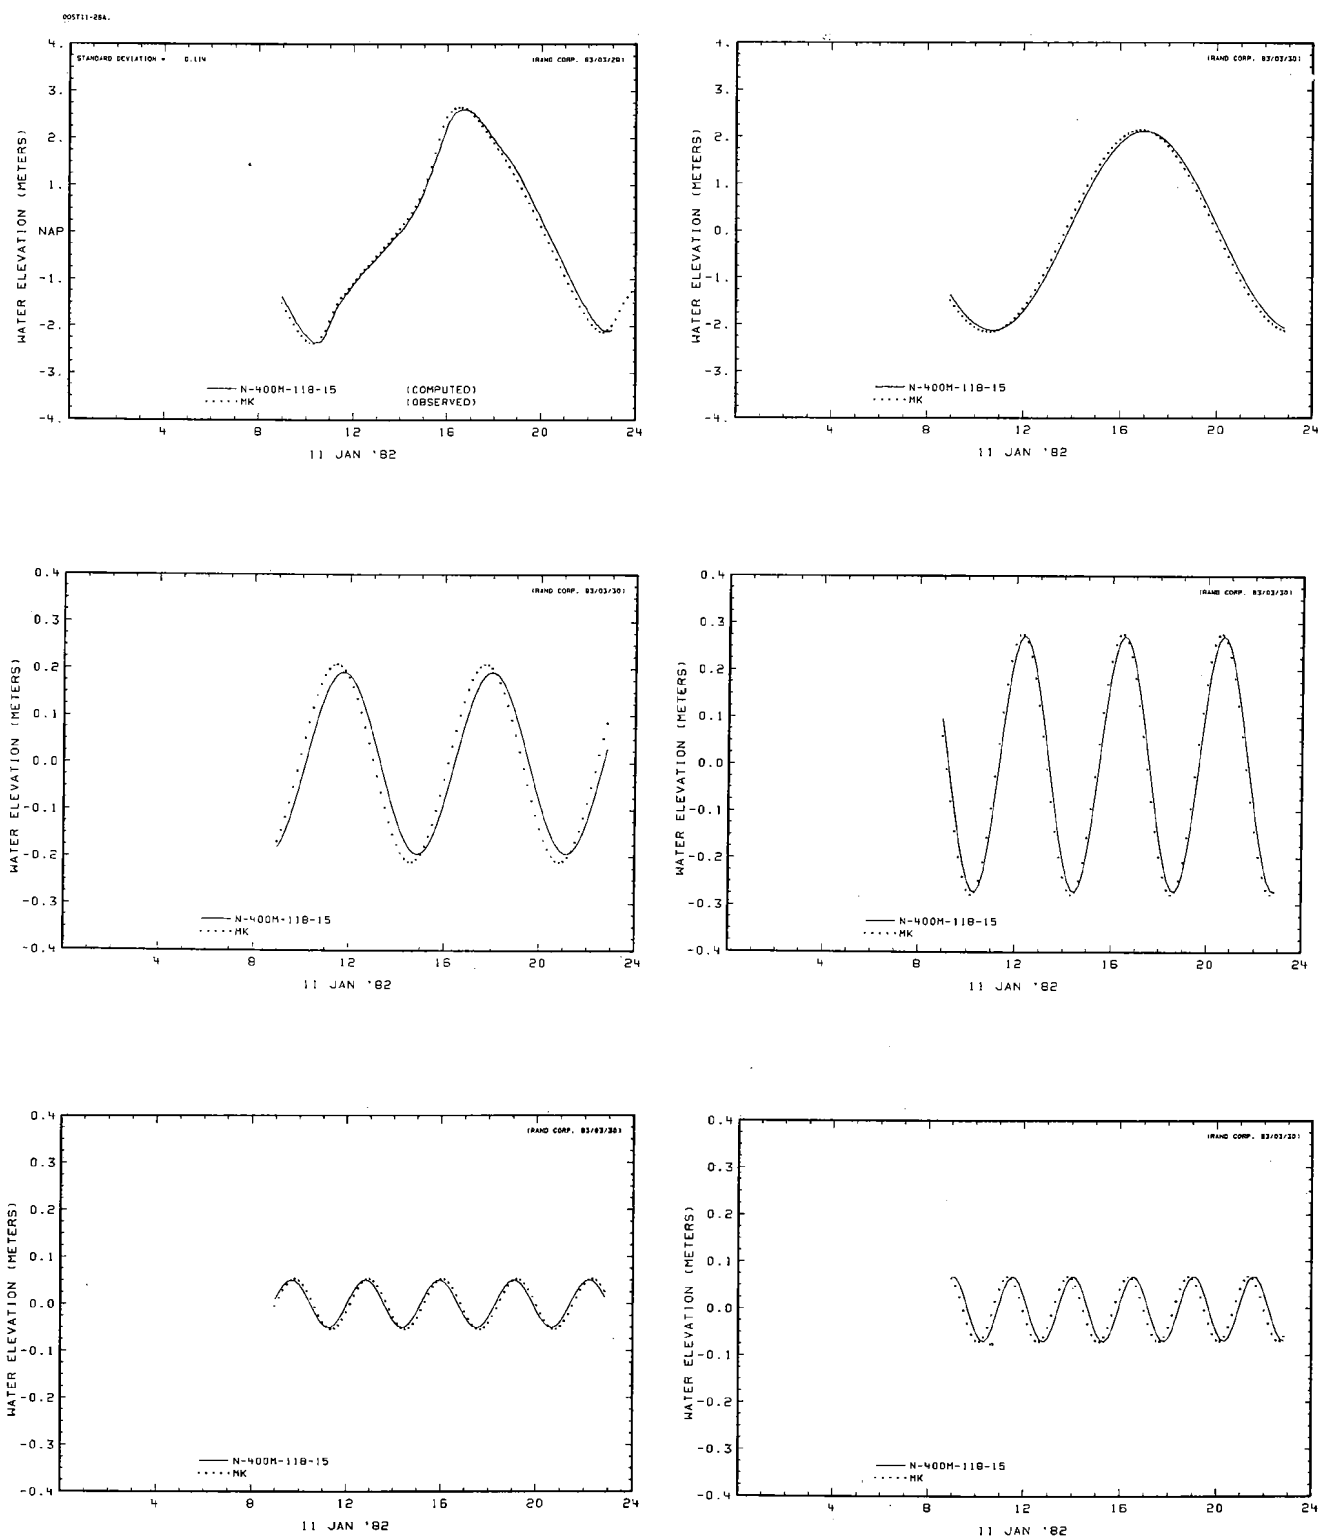 OOST11-28A.
4.
3.
2.
1.
NAP
-1.
-2.
-3.
-4.
WATER ELEVATION (METERS)
STANDARD DEVIATION = 0.114
(RAND CORP. 83/03/28)
N-400M-118-15 (COMPUTED)
MK (OBSERVED)
4 8 12 16 20 24
11 JAN '82
4.
3.
2.
1.
0.
-1.
-2.
-3.
-4.
WATER ELEVATION (METERS)
(RAND CORP. 83/03/30)
N-400M-118-15
MK
4 8 12 16 20 24
11 JAN '82
0.4
0.3
0.2
0.1
0.0
-0.1
-0.2
-0.3
-0.4
WATER ELEVATION (METERS)
(RAND CORP. 83/03/30)
N-400M-118-15
MK
4 8 12 16 20 24
11 JAN '82
0.4
0.3
0.2
0.1
0.0
-0.1
-0.2
-0.3
-0.4
WATER ELEVATION (METERS)
(RAND CORP. 83/03/30)
N-400M-118-15
MK
4 8 12 16 20 24
11 JAN '82
0.4
0.3
0.2
0.1
0.0
-0.1
-0.2
-0.3
-0.4
WATER ELEVATION (METERS)
(RAND CORP. 83/03/30)
N-400M-118-15
MK
4 8 12 16 20 24
11 JAN '82
0.4
0.3
0.2
0.1
0.0
-0.1
-0.2
-0.3
-0.4
WATER ELEVATION (METERS)
(RAND CORP. 83/03/30)
N-400M-118-15
MK
4 8 12 16 20 24
11 JAN '82